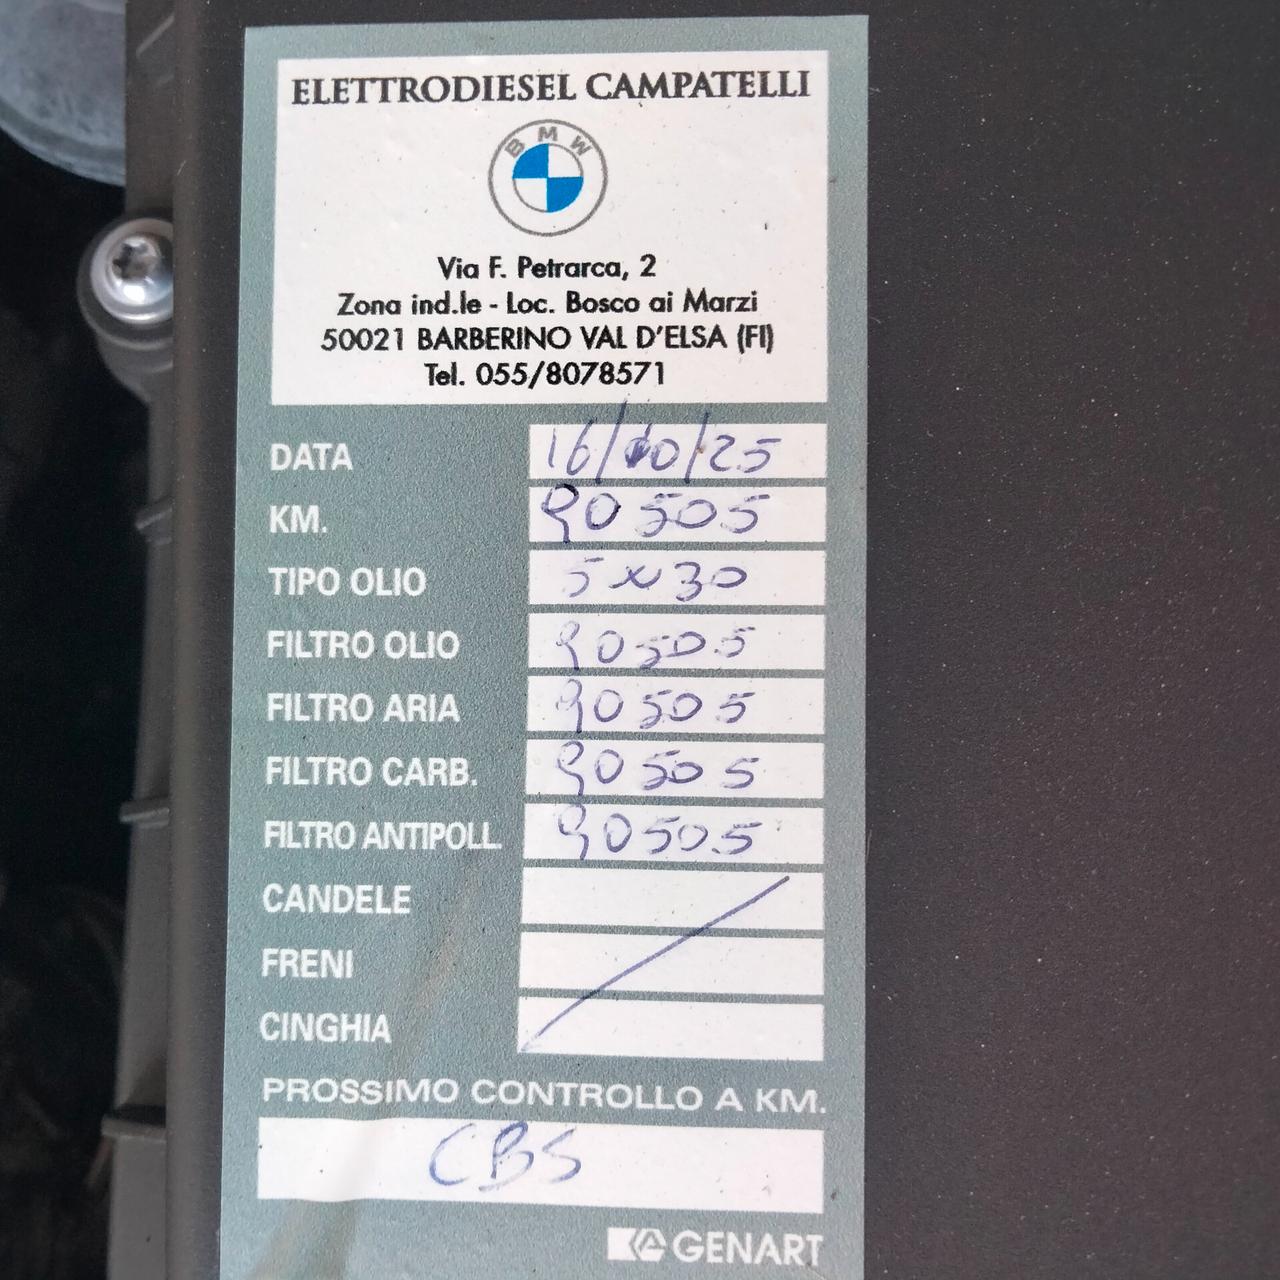 ELETTRODIESEL CAMPATELLI
BMW
Via F. Petrarca, 2
Zona ind.le - Loc. Bosco ai Marzi
50021 BARBERINO VAL D'ELSA (FI)
Tel. 055/8078571
DATA 16/10/25
KM. 90505
TIPO OLIO 5x30
FILTRO OLIO 90505
FILTRO ARIA 90505
FILTRO CARB. 90505
FILTRO ANTIPOLL. 90505
CANDELE
FRENI
CINGHIA
PROSSIMO CONTROLLO A KM.
CBS
GENART